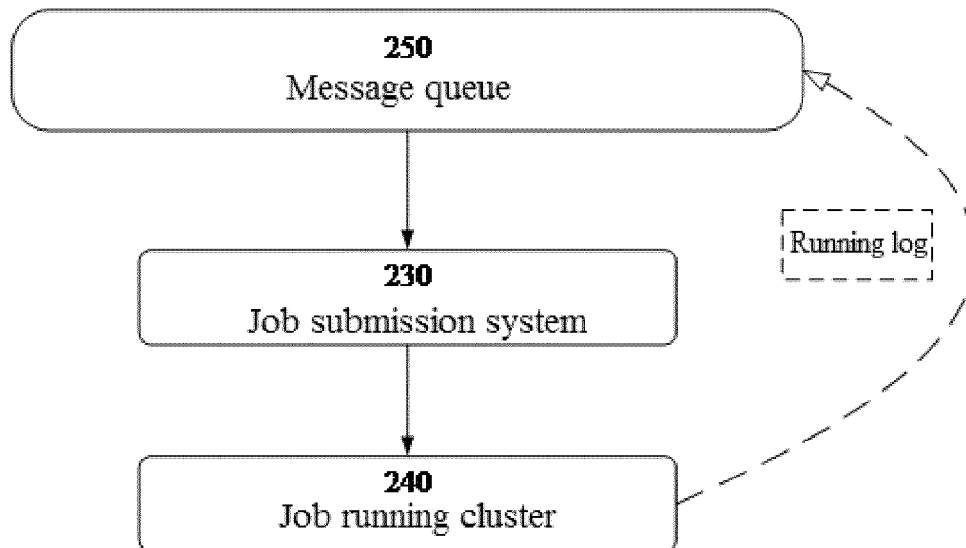 250
Message queue
Running log
230
Job submission system
240
Job running cluster